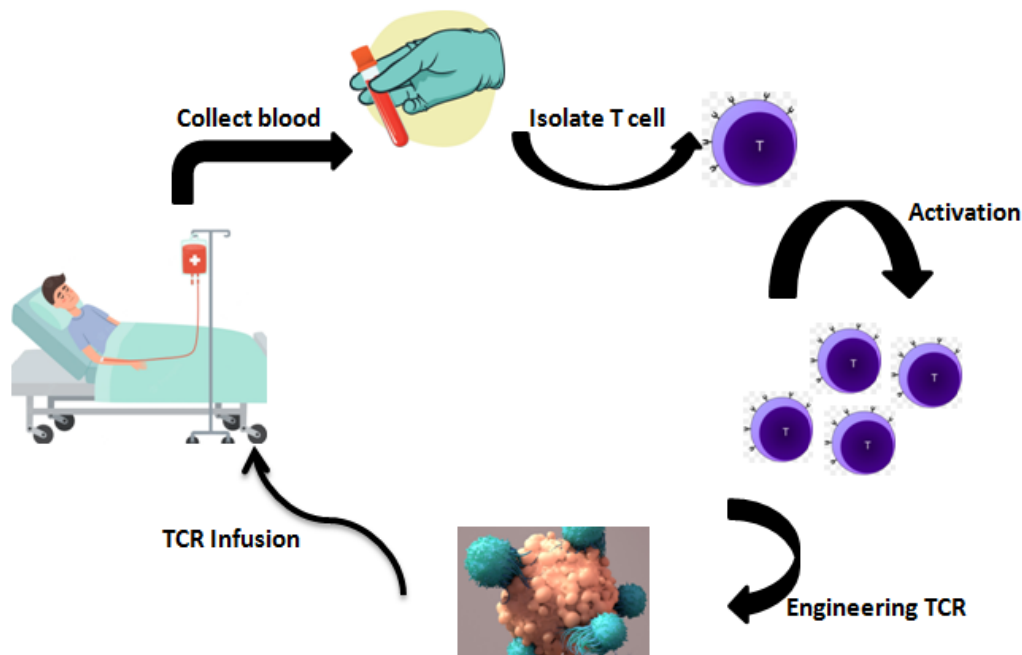 Collect blood
Isolate T cell
T
Activation
T
T
T
T
TCR Infusion
Engineering TCR